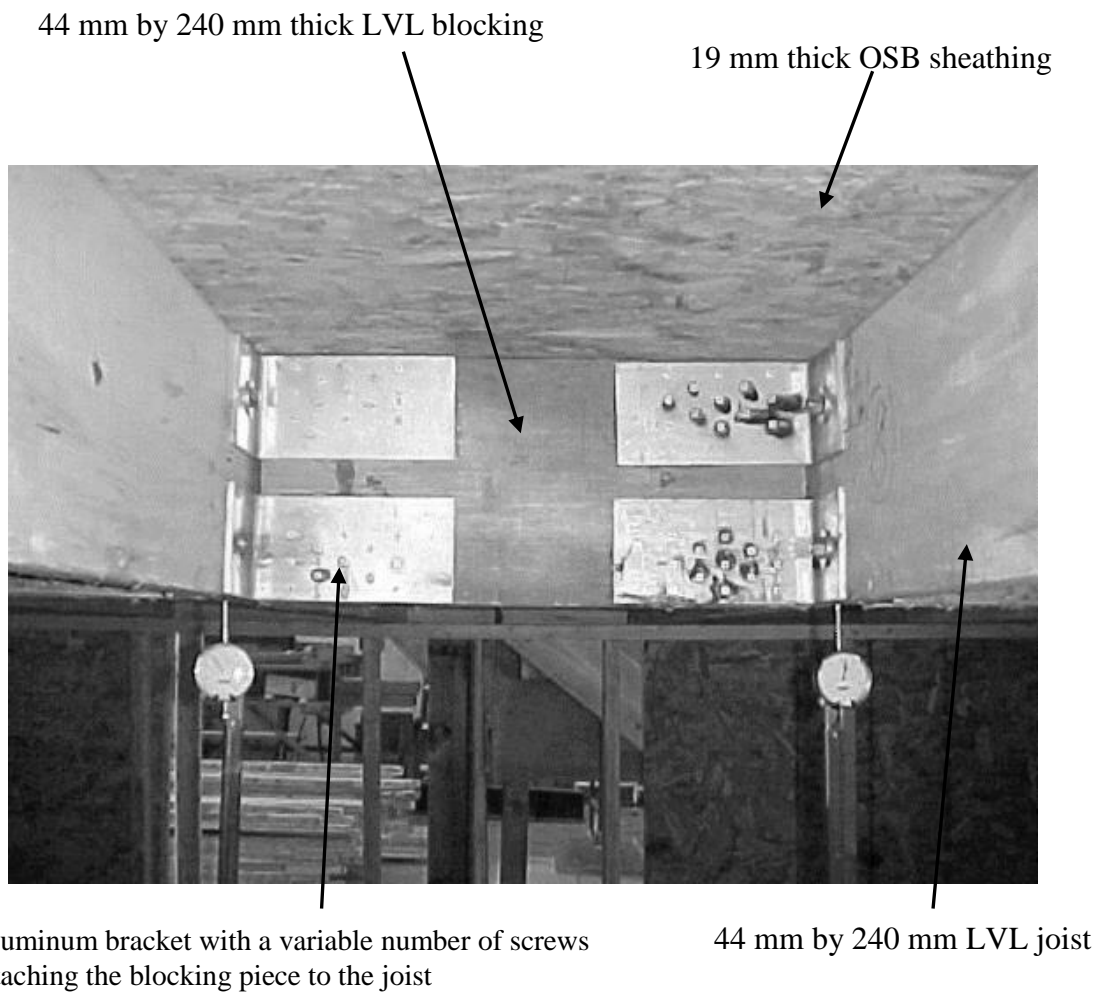 44 mm by 240 mm thick LVL blocking
19 mm thick OSB sheathing
uminum bracket with a variable number of screws
aching the blocking piece to the joist
44 mm by 240 mm LVL joist